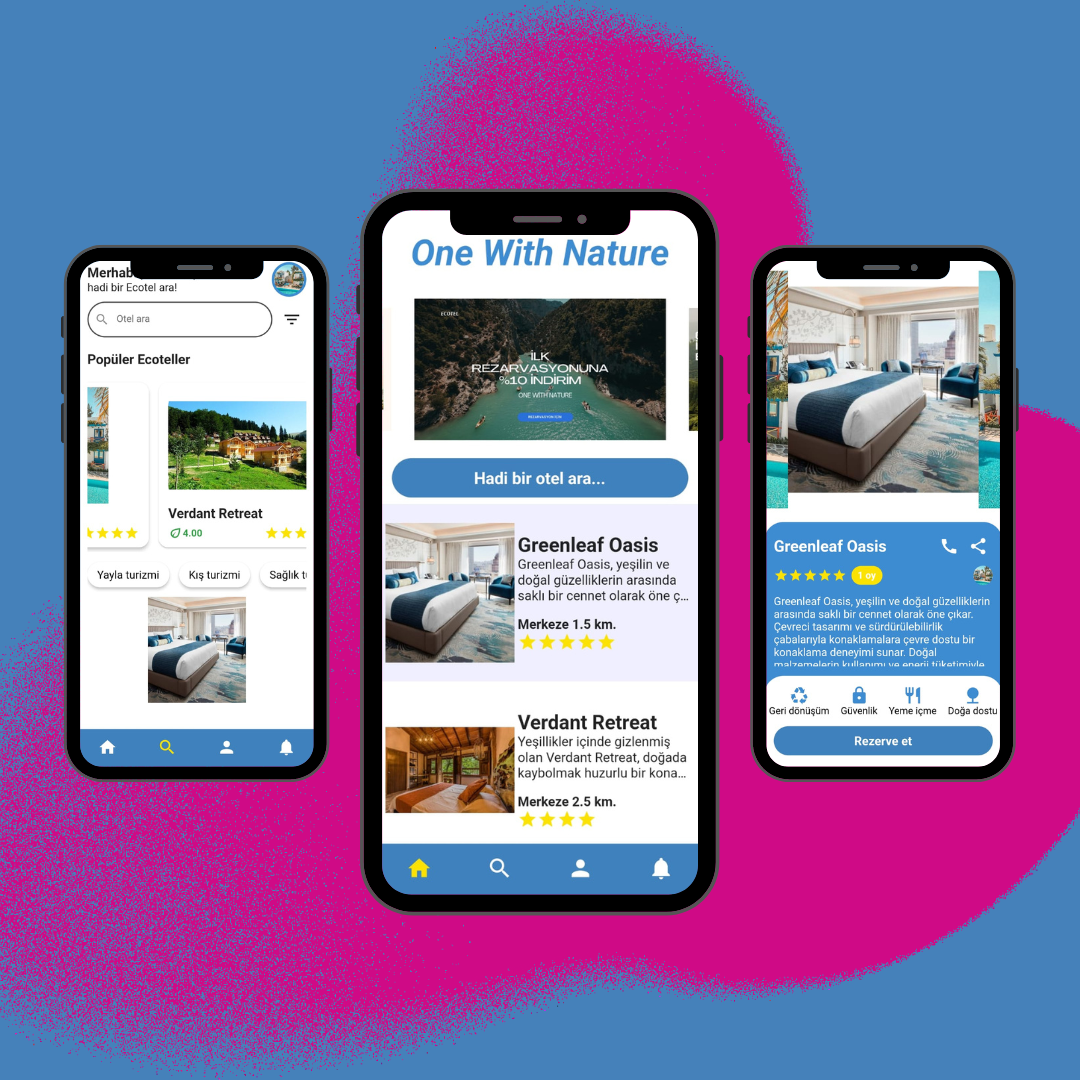 Merhab
hadi bir Ecotel ara!
Otel ara
Popüler Ecoteller
Verdant Retreat
4.00
Yayla turizmi
Kış turizmi
Sağlık t
One With Nature
ECOTEL
İLK
REZARVASYONUNA
%10 İNDİRİM
ONE WITH NATURE
Hadi bir otel ara...
Greenleaf Oasis
Greenleaf Oasis, yeşilin ve
doğal güzelliklerin arasında
saklı bir cennet olarak öne ç...
Merkeze 1.5 km.
Verdant Retreat
Yeşillikler içinde gizlenmiş
olan Verdant Retreat, doğada
kaybolmak huzurlu bir kona...
Merkeze 2.5 km.
Greenleaf Oasis
1 oy
Greenleaf Oasis, yeşilin ve doğal güzelliklerin
arasında saklı bir cennet olarak öne çıkar.
Çevreci tasarımı ve sürdürülebilirlik
çabalarıyla konaklamalara çevre dostu bir
konaklama deneyimi sunar. Doğal
malzemelerin kullanımı ve enerji tüketimiyle
Geri dönüşüm
Güvenlik
Yeme içme
Doğa dostu
Rezerve et